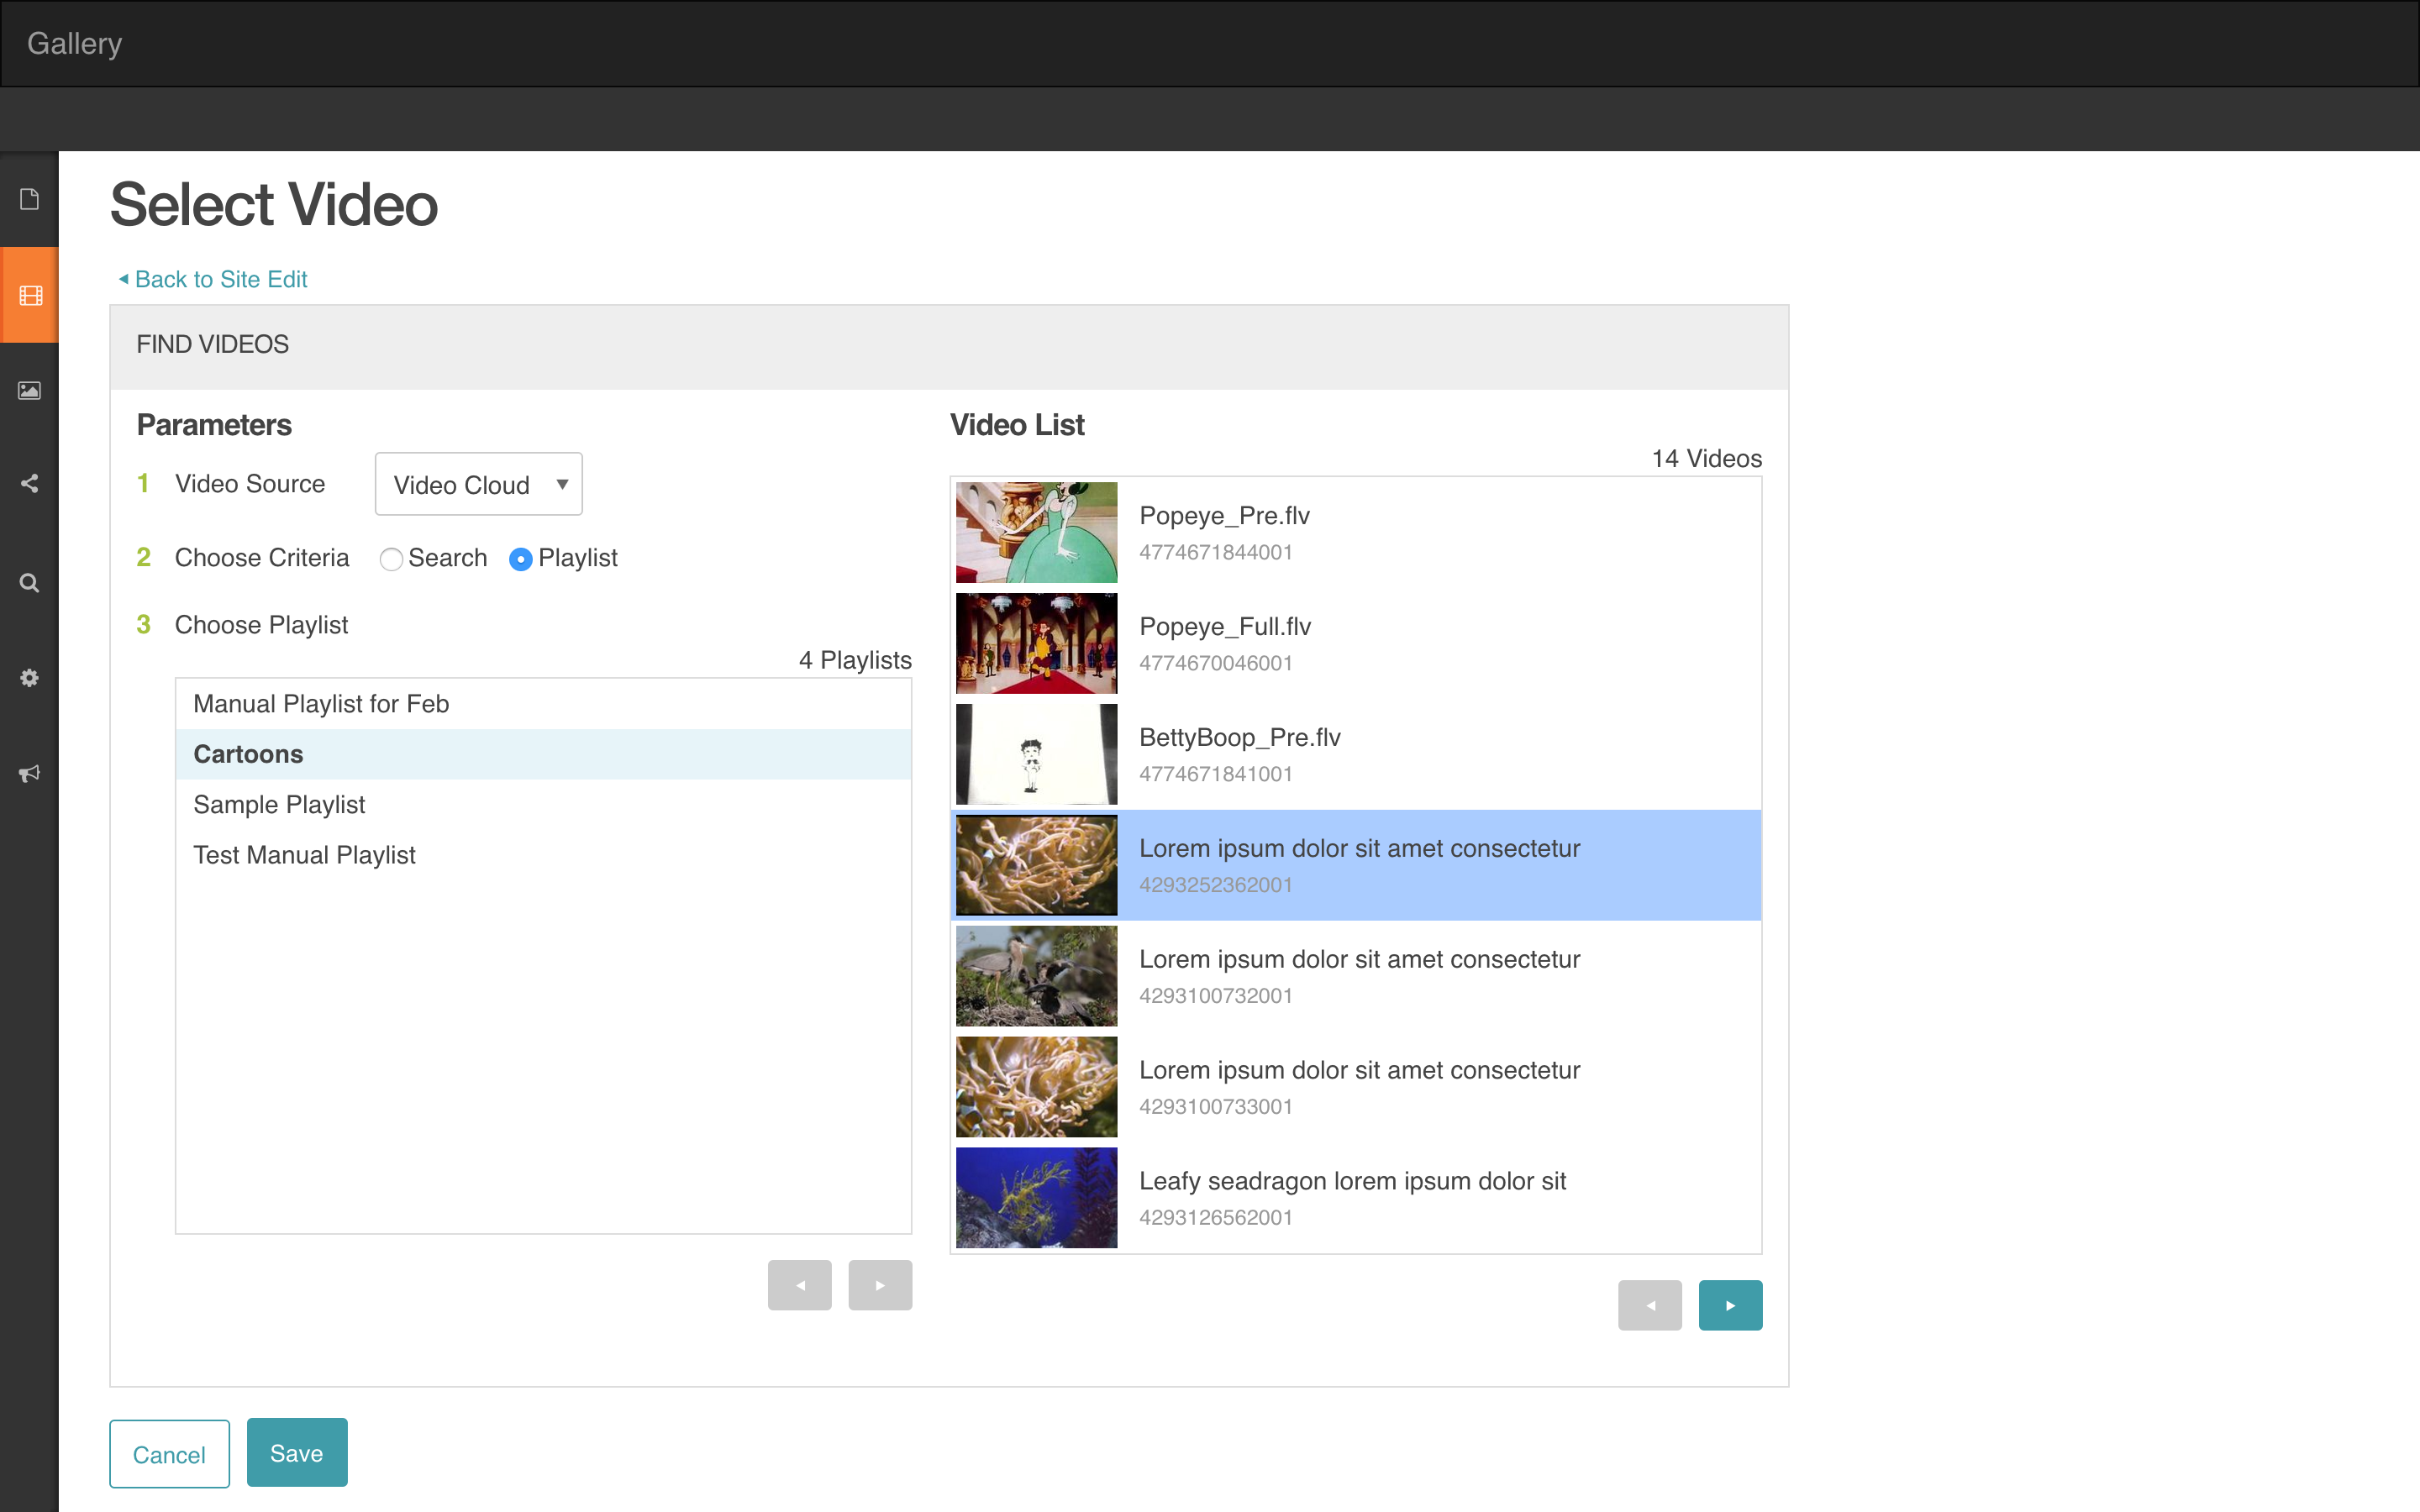 Gallery
Select Video
Back to Site Edit
FIND VIDEOS
Parameters
1 Video Source Video Cloud
2 Choose Criteria Search Playlist
3 Choose Playlist
4 Playlists
Manual Playlist for Feb
Cartoons
Sample Playlist
Test Manual Playlist
Video List
14 Videos
Popeye_Pre.flv
4774671844001
Popeye_Full.flv
4774670046001
BettyBoop_Pre.flv
4774671841001
Lorem ipsum dolor sit amet consectetur
4293252362001
Lorem ipsum dolor sit amet consectetur
4293100732001
Lorem ipsum dolor sit amet consectetur
4293100733001
Leafy seadragon lorem ipsum dolor sit
4293126562001
Cancel Save